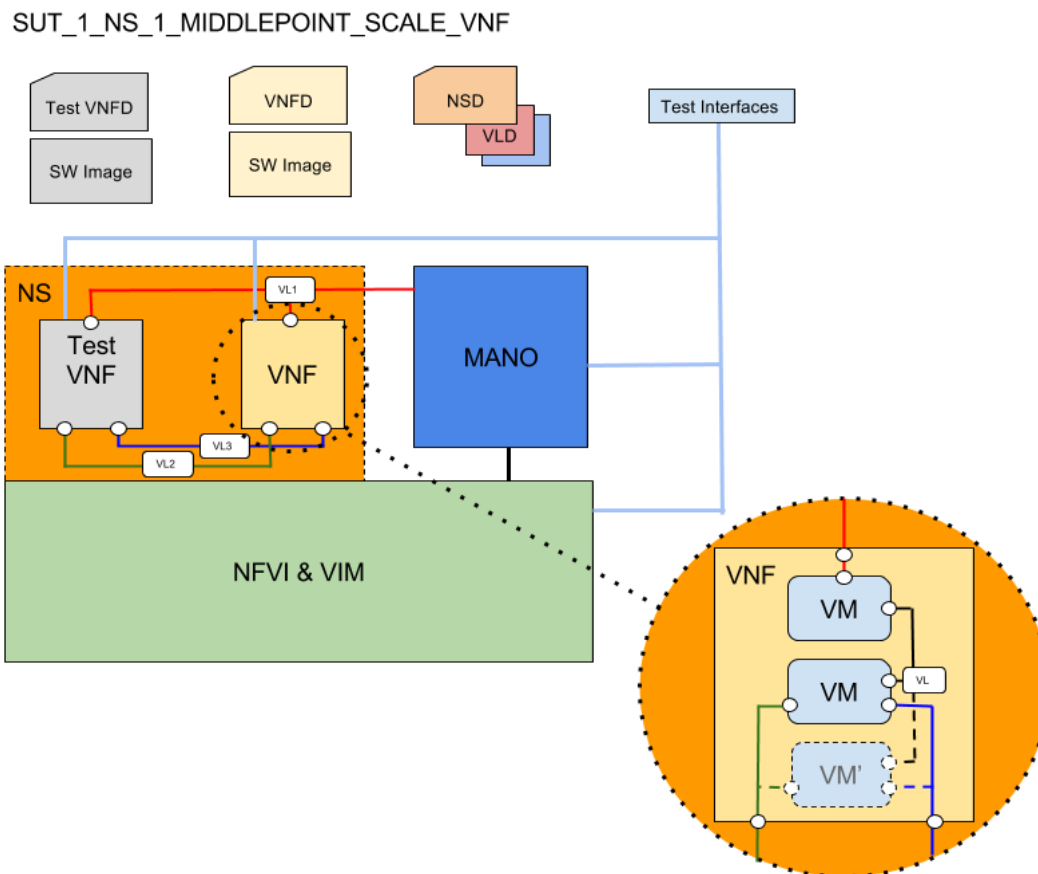 SUT_1_NS_1_MIDDLEPOINT_SCALE_VNF
Test VNFD
SW Image
VNFD
SW Image
NSD
VLD
Test Interfaces
NS
VL1
Test
VNF
VNF
MANO
VL3
VL2
NFVI & VIM
VNF
VM
VM
VL
VM'